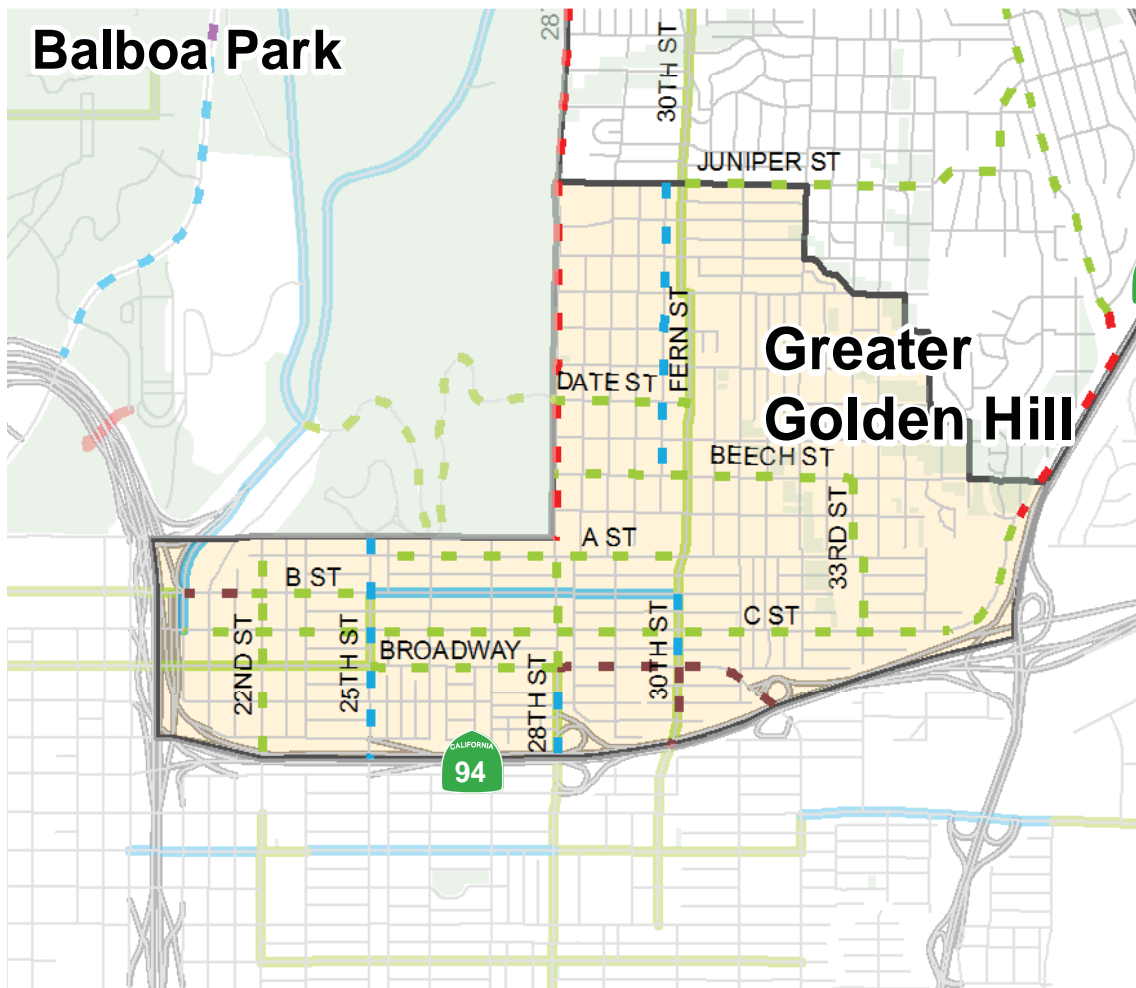 Balboa Park
28
30TH ST
JUNIPER ST
FERN ST
DATE ST
Greater
Golden Hill
BEECH ST
33RD ST
A ST
B ST
C ST
22ND ST
25TH ST
BROADWAY
28TH ST
30TH ST
CALIFORNIA
94